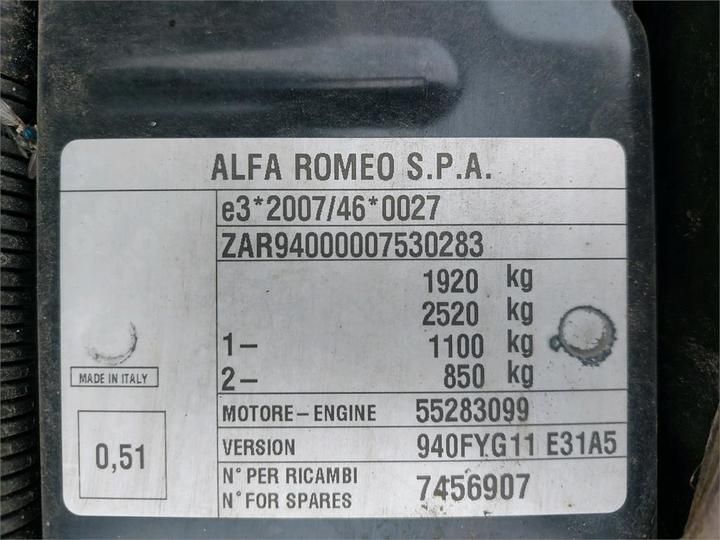 ALFA ROMEO S.P.A.
e3*2007/46*0027
ZAR94000007530283
1920 kg
2520 kg
1- 1100 kg
2- 850 kg
MADE IN ITALY
MOTORE-ENGINE 55283099
0,51
VERSION 940FYG11 E31A5
N° PER RICAMBI
N° FOR SPARES
7456907